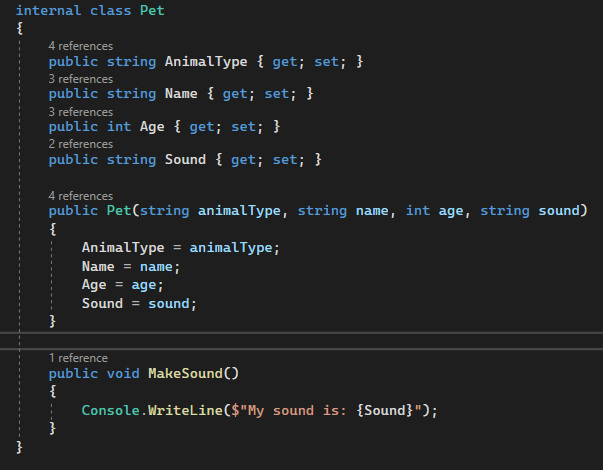 internal class Pet
{
4 references
public string AnimalType { get; set; }
3 references
public string Name { get; set; }
3 references
public int Age { get; set; }
2 references
public string Sound { get; set; }
4 references
public Pet(string animalType, string name, int age, string sound)
{
AnimalType = animalType;
Name = name;
Age = age;
Sound = sound;
}
1 reference
public void MakeSound()
{
Console.WriteLine($"My sound is: {Sound}");
}
}